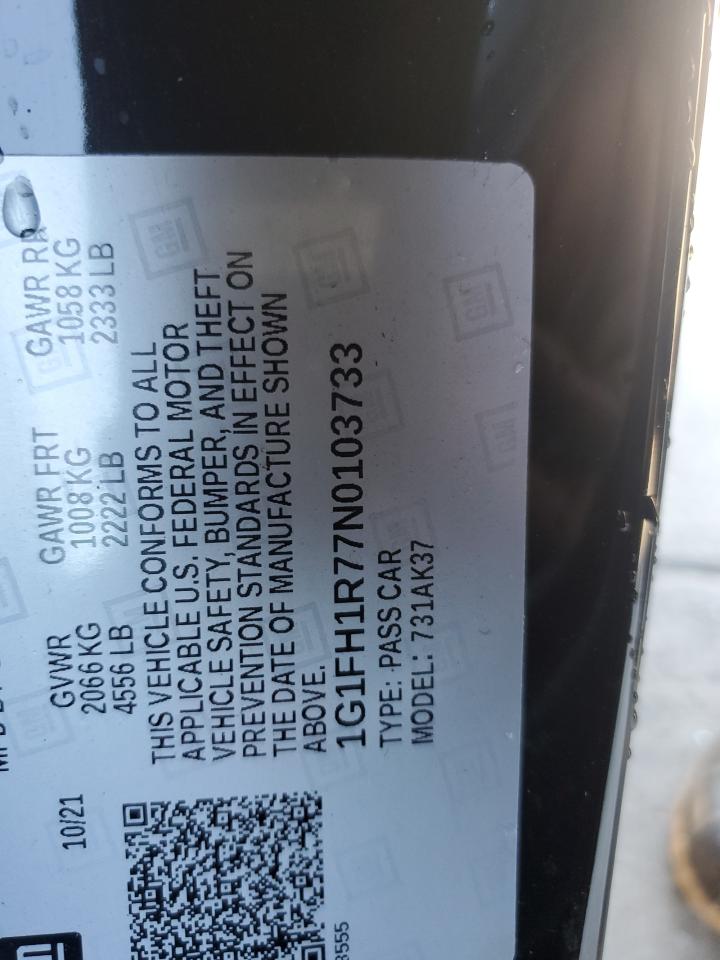 10/21
GVWR
2066 KG
4556 LB
GAWR FRT
1008 KG
2222 LB
GAWR RR
1058 KG
2333 LB
THIS VEHICLE CONFORMS TO ALL
APPLICABLE U.S. FEDERAL MOTOR
VEHICLE SAFETY, BUMPER, AND THEFT
PREVENTION STANDARDS IN EFFECT ON
THE DATE OF MANUFACTURE SHOWN
ABOVE.
1G1FH1R77N0103733
TYPE: PASS CAR
MODEL: 731AK37